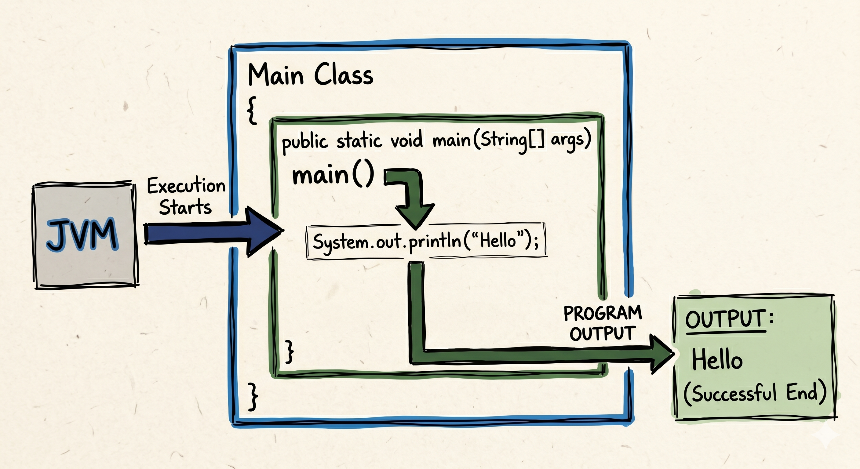 Main Class
{
public static void main(String[] args)
main()
Execution
Starts
JVM
System.out.println(“Hello”);
PROGRAM
OUTPUT
}
}
OUTPUT:
Hello
(Successful End)